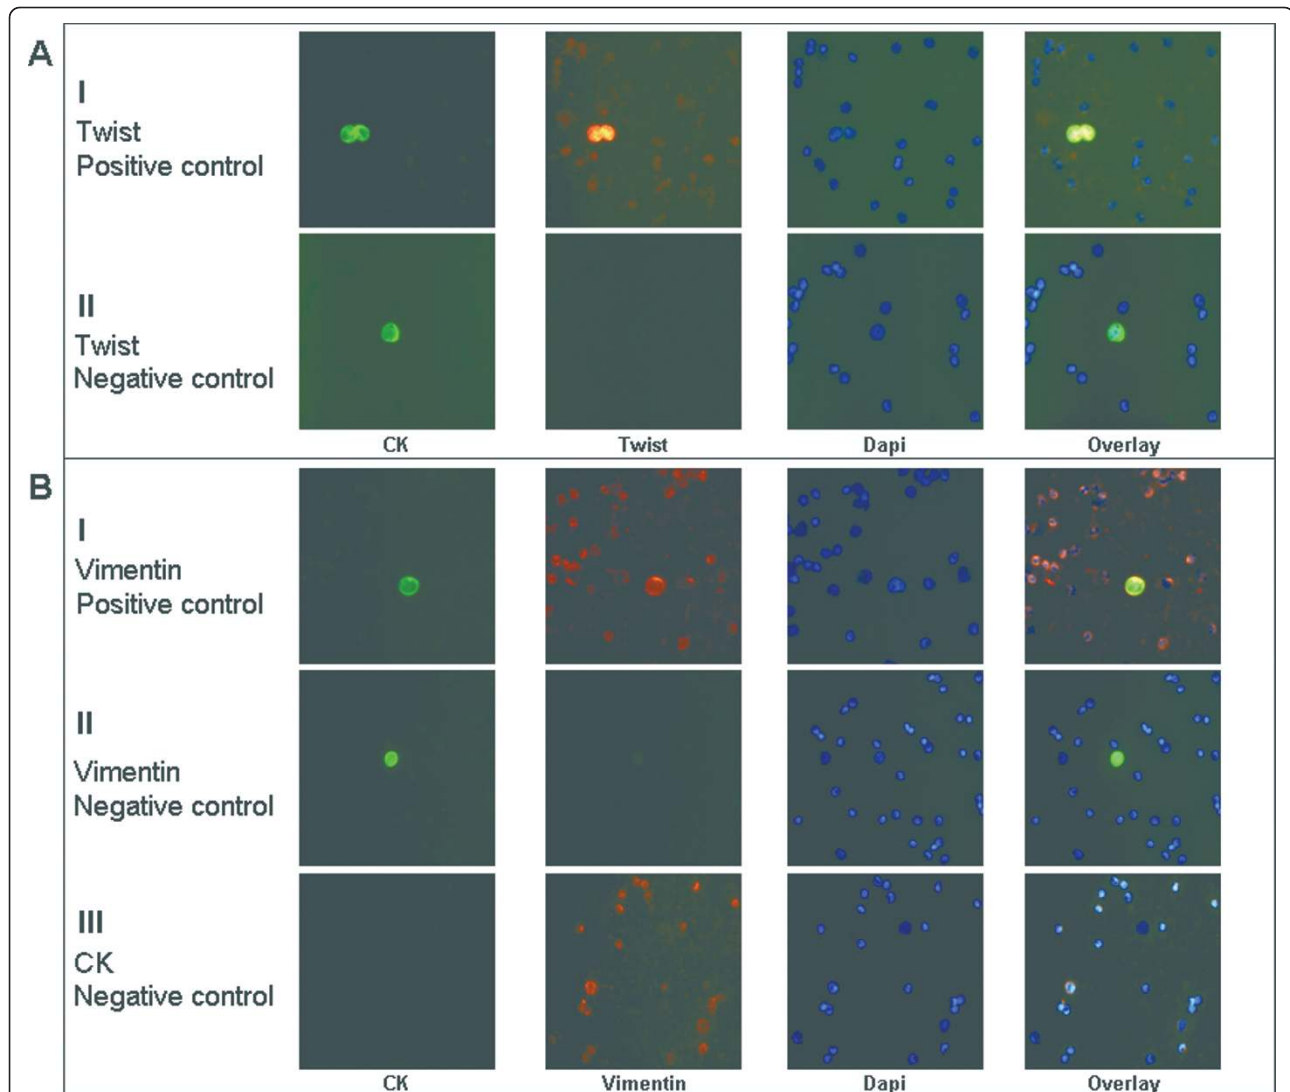 A
I
Twist
Positive control
II
Twist
Negative control
CK Twist Dapi Overlay
B
I
Vimentin
Positive control
II
Vimentin
Negative control
III
CK
Negative control
CK Vimentin Dapi Overlay